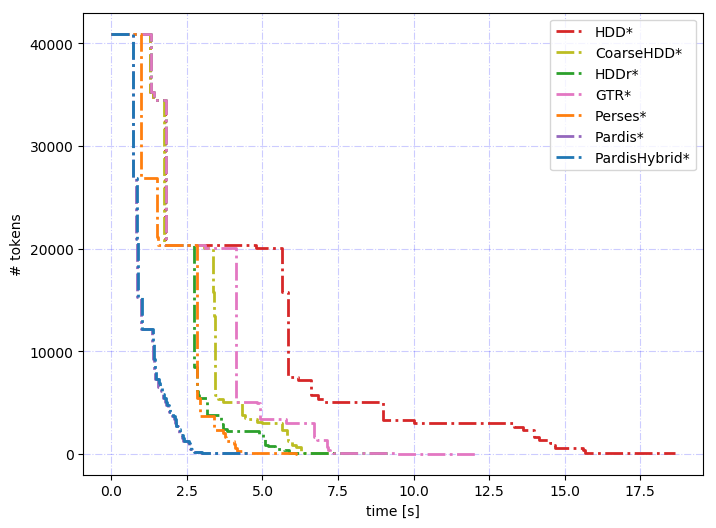 HDD*
CoarseHDD*
HDDr*
GTR*
Perses*
Pardis*
PardisHybrid*
# tokens
40000
30000
20000
10000
0
0.0 2.5 5.0 7.5 10.0 12.5 15.0 17.5
time [s]